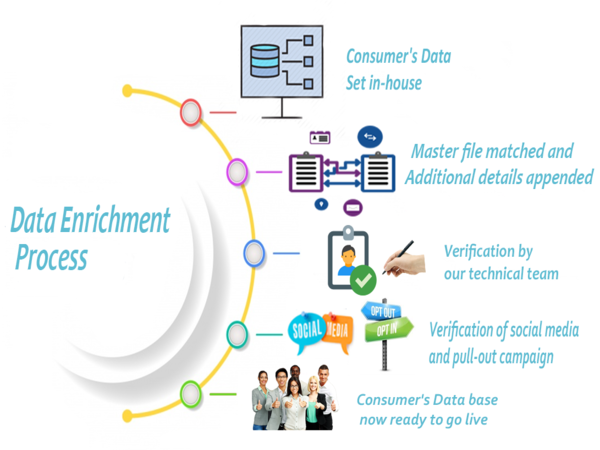 Data Enrichment
Process
Consumer's Data
Set in-house
Master file matched and
Additional details appended
Verification by
our technical team
SOCIAL
MEDIA
OPT OUT
OPT IN
Verification of social media
and pull-out campaign
Consumer's Data base
now ready to go live